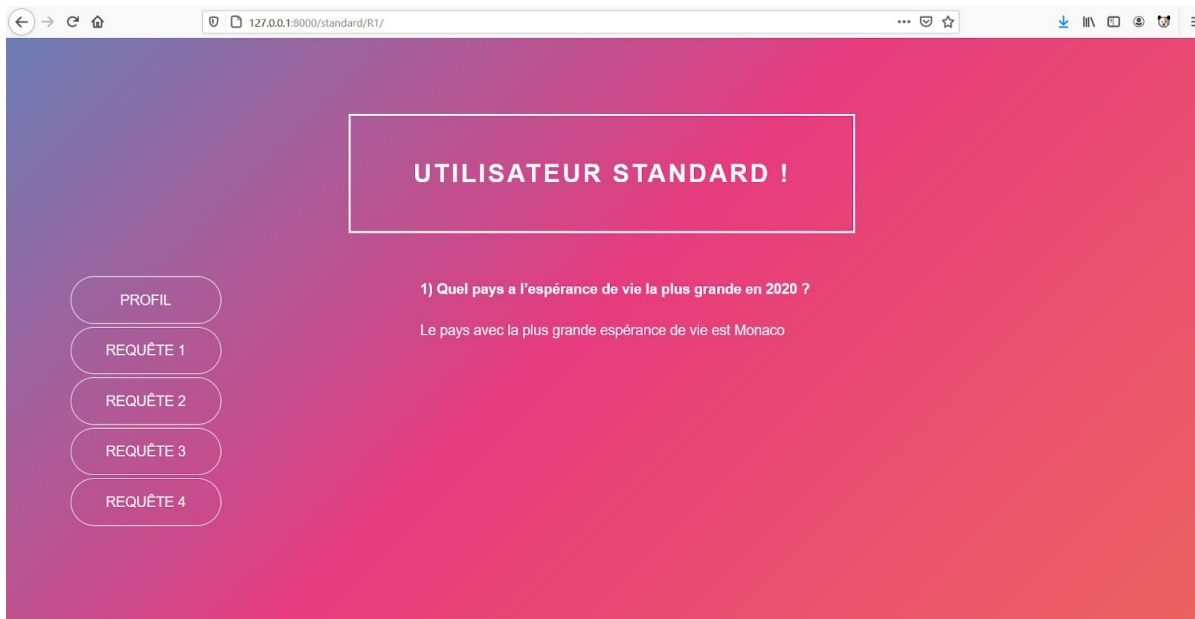 127.0.0.1:8000/standard/R1/
UTILISATEUR STANDARD !
PROFIL
REQUÊTE 1
REQUÊTE 2
REQUÊTE 3
REQUÊTE 4
1) Quel pays a l’espérance de vie la plus grande en 2020 ?
Le pays avec la plus grande espérance de vie est Monaco